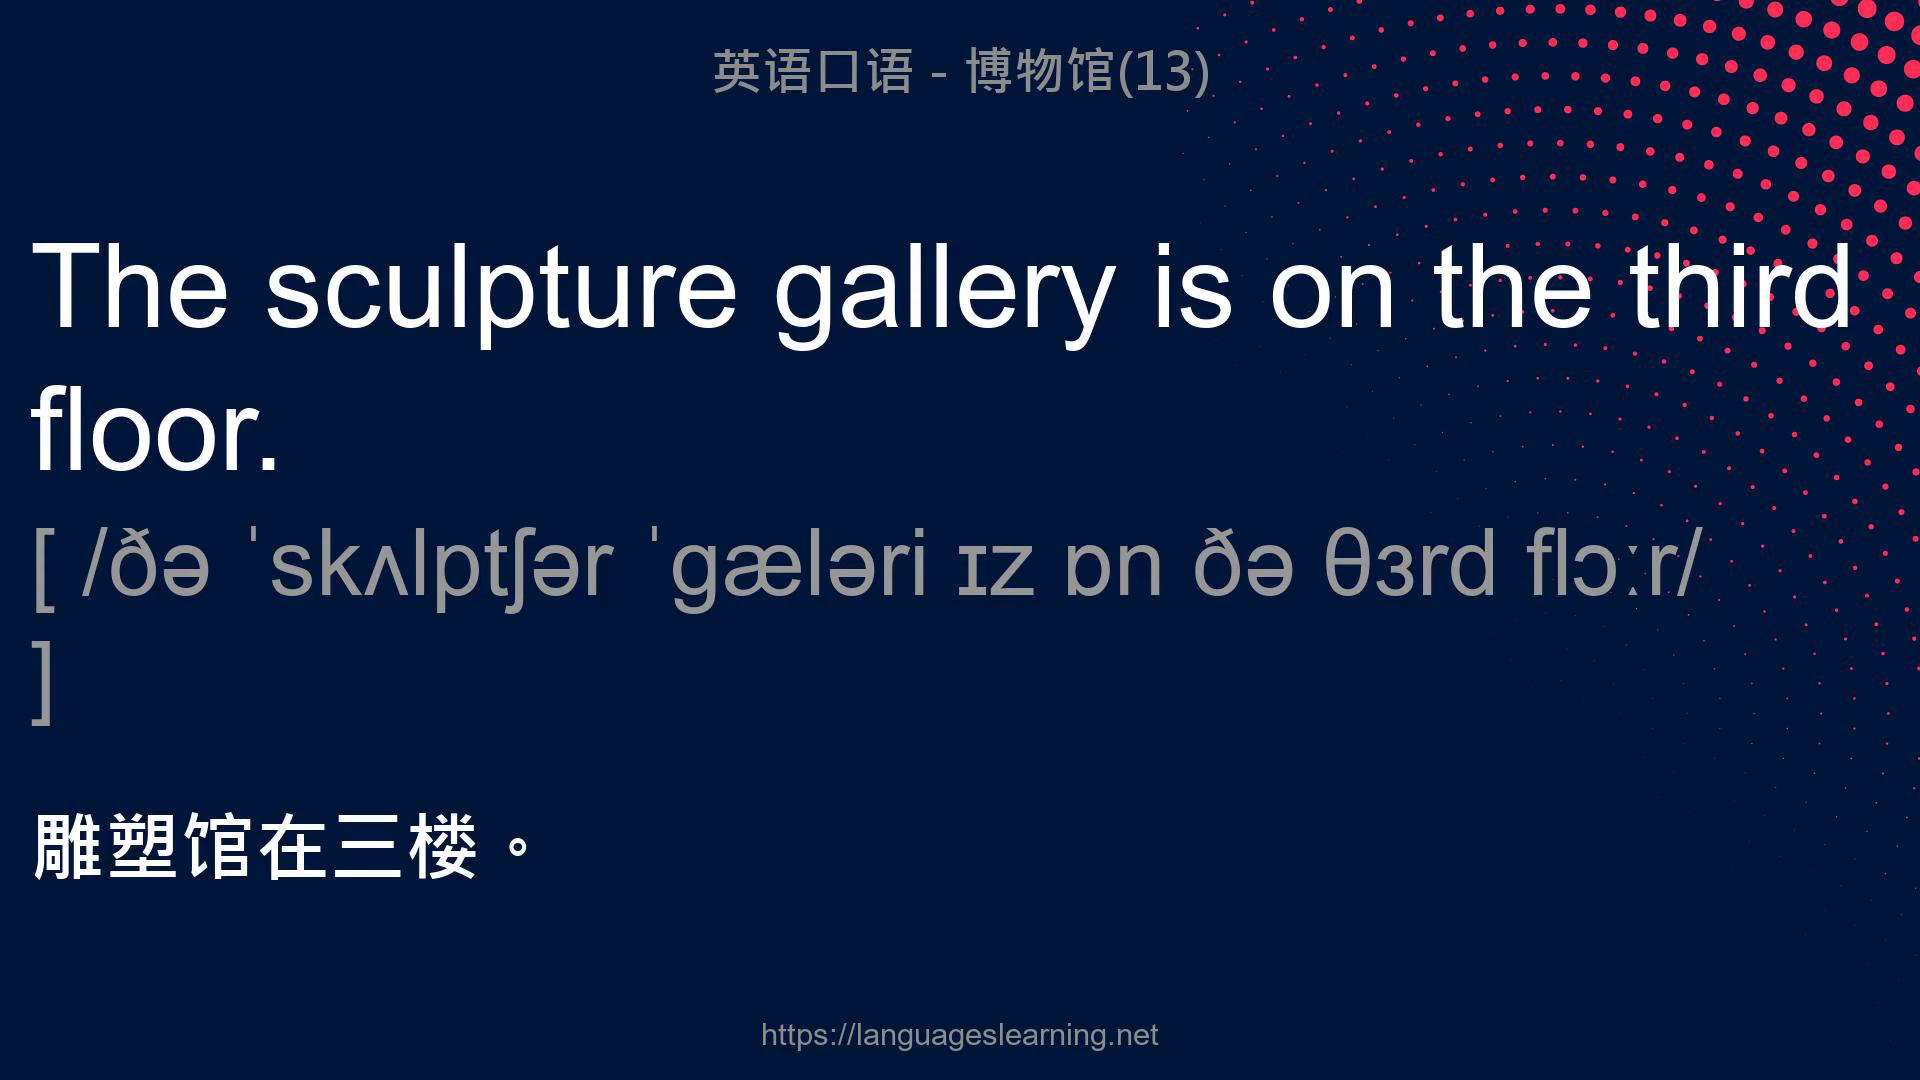 英语口语 - 博物馆(13)
The sculpture gallery is on the third
floor.
[ /ðə ˈskʌlptʃər ˈɡæləri ɪz ɒn ðə θɜrd flɔːr/
]
雕塑馆在三楼。
https://languageslearning.net